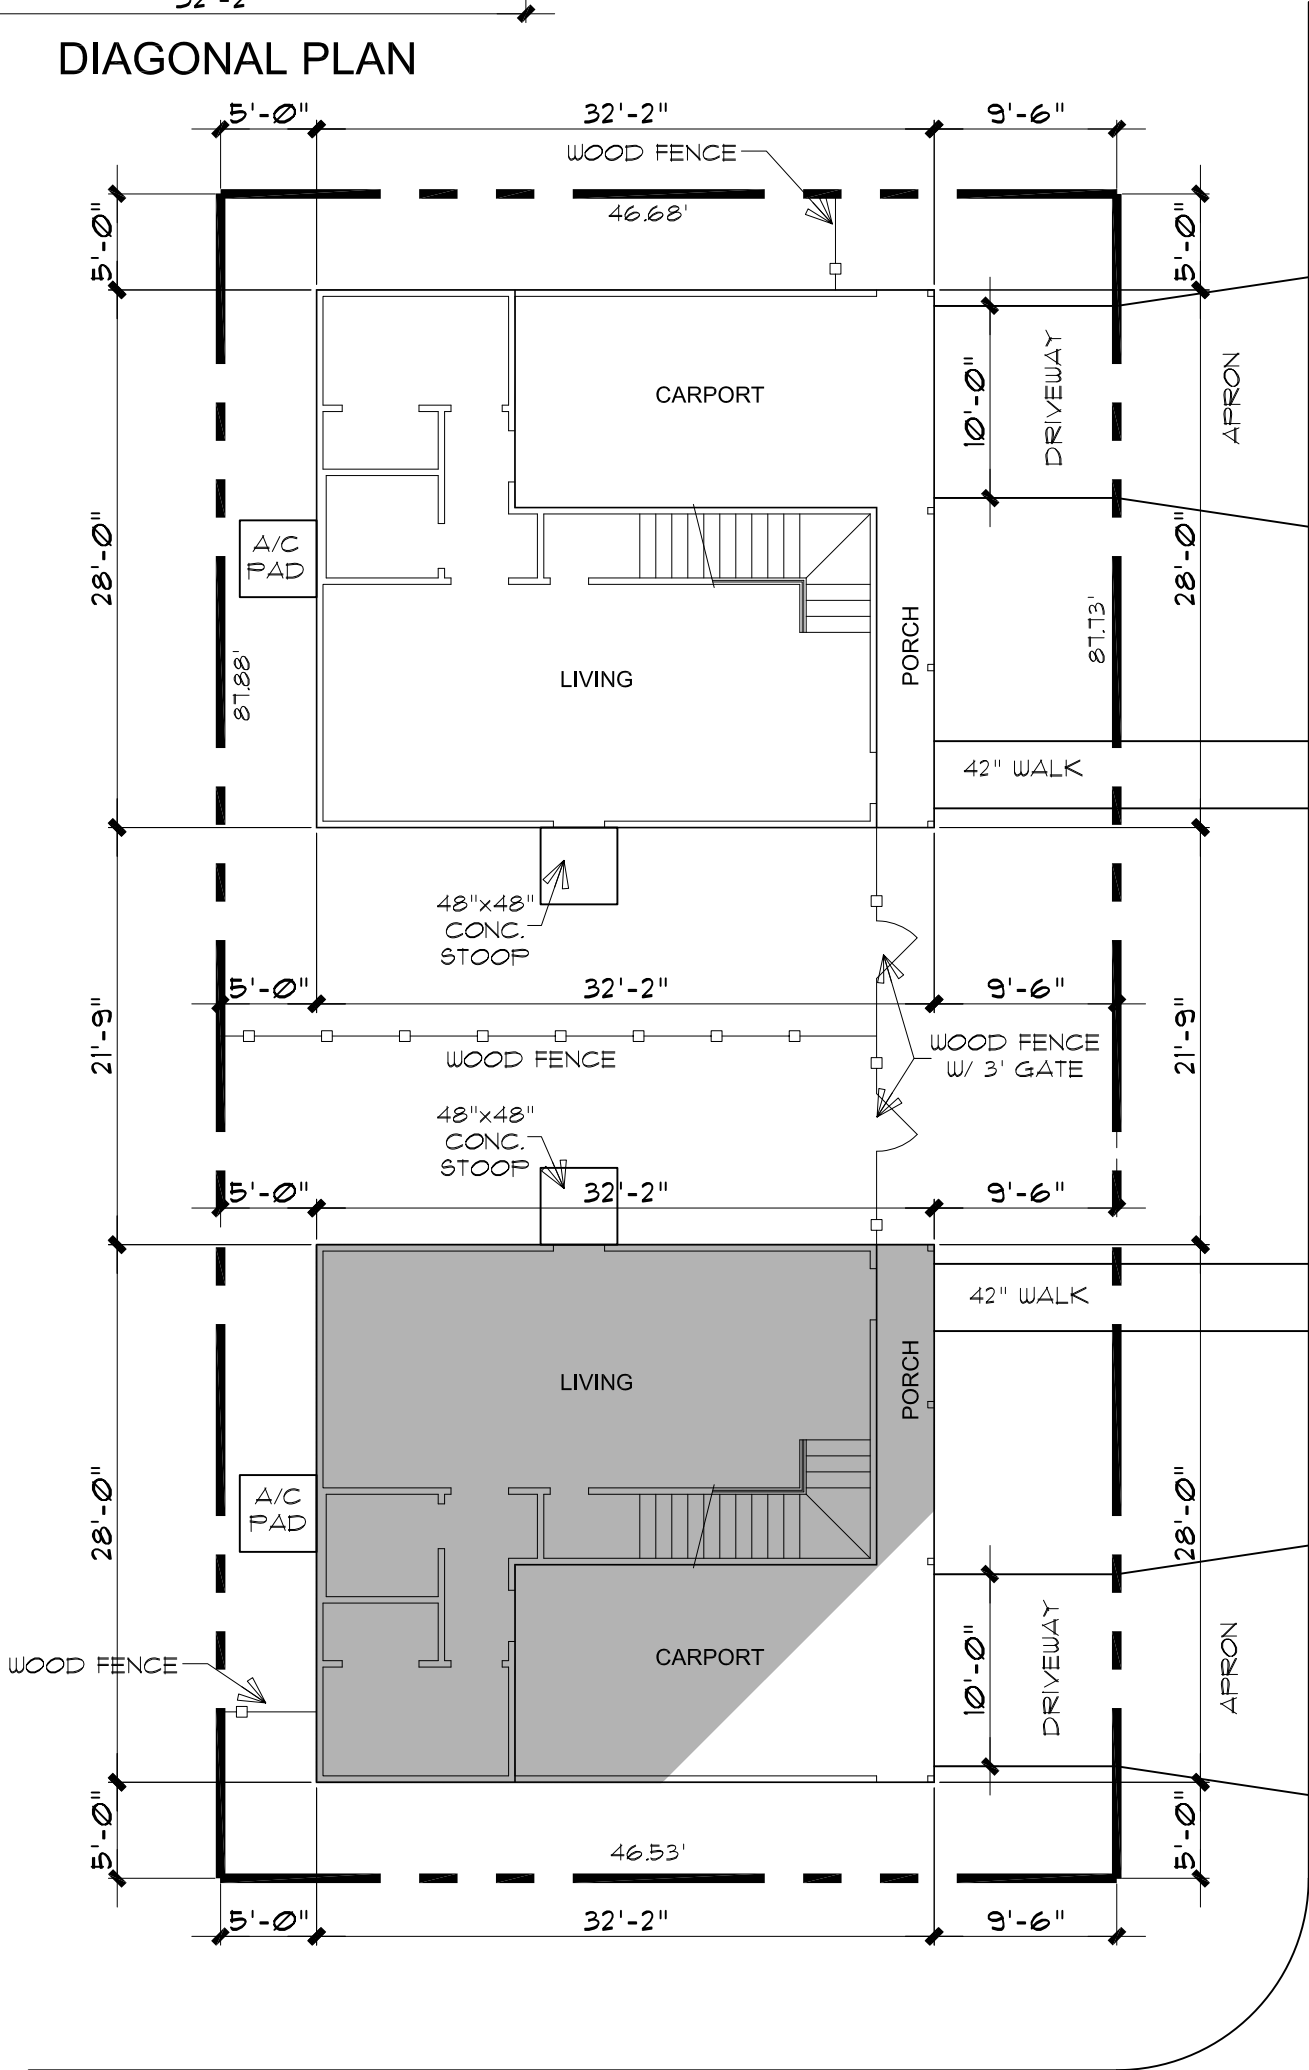 32'-2"
DIAGONAL PLAN
5'-0"
32'-2"
9'-6"
WOOD FENCE
46.68'
5'-0"
5'-0"
CARPORT
10'-0"
DRIVEWAY
APRON
28'-0"
A/C
PAD
28'-0"
87.88'
87.73'
LIVING
PORCH
42" WALK
48"x48"
CONC.
STOOP
5'-0"
32'-2"
9'-6"
21'-9"
21'-9"
WOOD FENCE
WOOD FENCE
W/ 3' GATE
48"x48"
CONC.
STOOP
5'-0"
32'-2"
9'-6"
42" WALK
LIVING
PORCH
28'-0"
A/C
PAD
28'-0"
WOOD FENCE
CARPORT
10'-0"
DRIVEWAY
APRON
5'-0"
5'-0"
46.53'
5'-0"
32'-2"
9'-6"